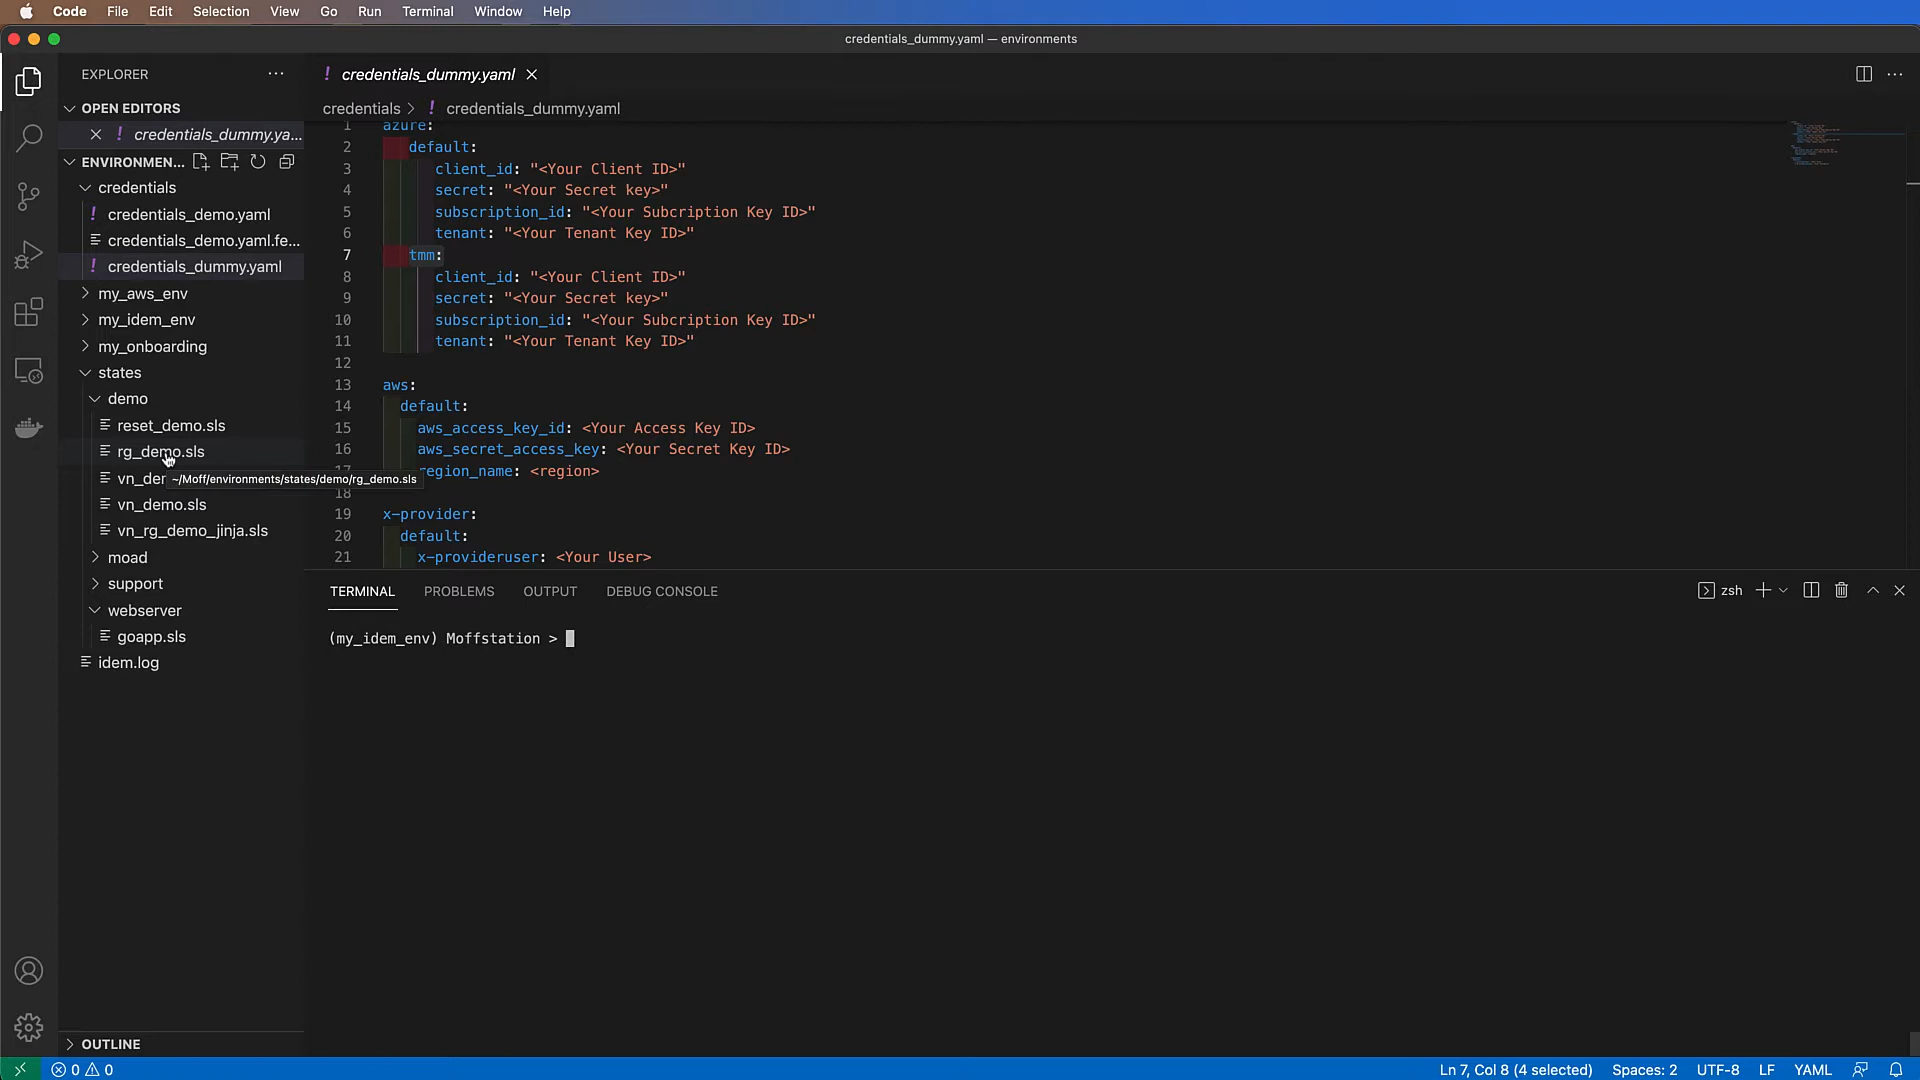 Code File Edit Selection View Go Run Terminal Window Help
credentials_dummy.yaml — environments
EXPLORER
OPEN EDITORS
credentials_dummy.ya...
ENVIRONMEN...
credentials
credentials_demo.yaml
credentials_demo.yaml.fe...
credentials_dummy.yaml
my_aws_env
my_idem_env
my_onboarding
states
demo
reset_demo.sls
rg_demo.sls
vn_der
~/Moff/environments/states/demo/rg_demo.sls
vn_demo.sls
vn_rg_demo_jinja.sls
moad
support
webserver
goapp.sls
idem.log
OUTLINE
! credentials_dummy.yaml
credentials > ! credentials_dummy.yaml
1 azure:
2 default:
3 client_id: "<Your Client ID>"
4 secret: "<Your Secret key>"
5 subscription_id: "<Your Subcription Key ID>"
6 tenant: "<Your Tenant Key ID>"
7 tmm:
8 client_id: "<Your Client ID>"
9 secret: "<Your Secret key>"
10 subscription_id: "<Your Subcription Key ID>"
11 tenant: "<Your Tenant Key ID>"
12
13 aws:
14 default:
15 aws_access_key_id: <Your Access Key ID>
16 aws_secret_access_key: <Your Secret Key ID>
17 region_name: <region>
18
19 x-provider:
20 default:
21 x-provideruser: <Your User>
TERMINAL PROBLEMS OUTPUT DEBUG CONSOLE
zsh
(my_idem_env) Moffstation >
0 0
Ln 7, Col 8 (4 selected) Spaces: 2 UTF-8 LF YAML